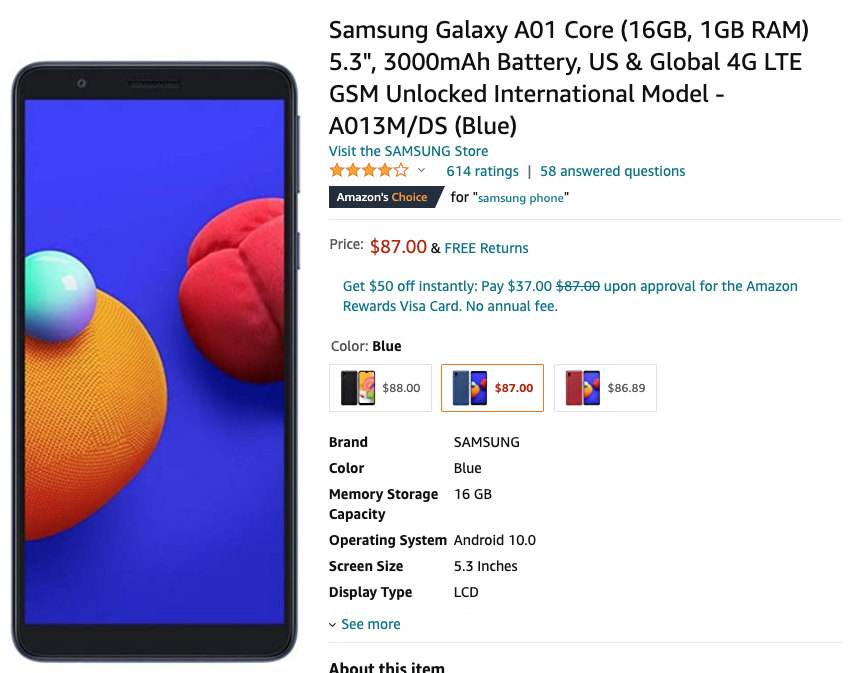 Samsung Galaxy A01 Core (16GB, 1GB RAM)
5.3", 3000mAh Battery, US & Global 4G LTE
GSM Unlocked International Model -
A013M/DS (Blue)
Visit the SAMSUNG Store
614 ratings | 58 answered questions
Amazon's Choice for "samsung phone"
Price: $87.00 & FREE Returns
Get $50 off instantly: Pay $37.00 $87.00 upon approval for the Amazon
Rewards Visa Card. No annual fee.
Color: Blue
$88.00 $87.00 $86.89
Brand SAMSUNG
Color Blue
Memory Storage 16 GB
Capacity
Operating System Android 10.0
Screen Size 5.3 Inches
Display Type LCD
See more
About this item